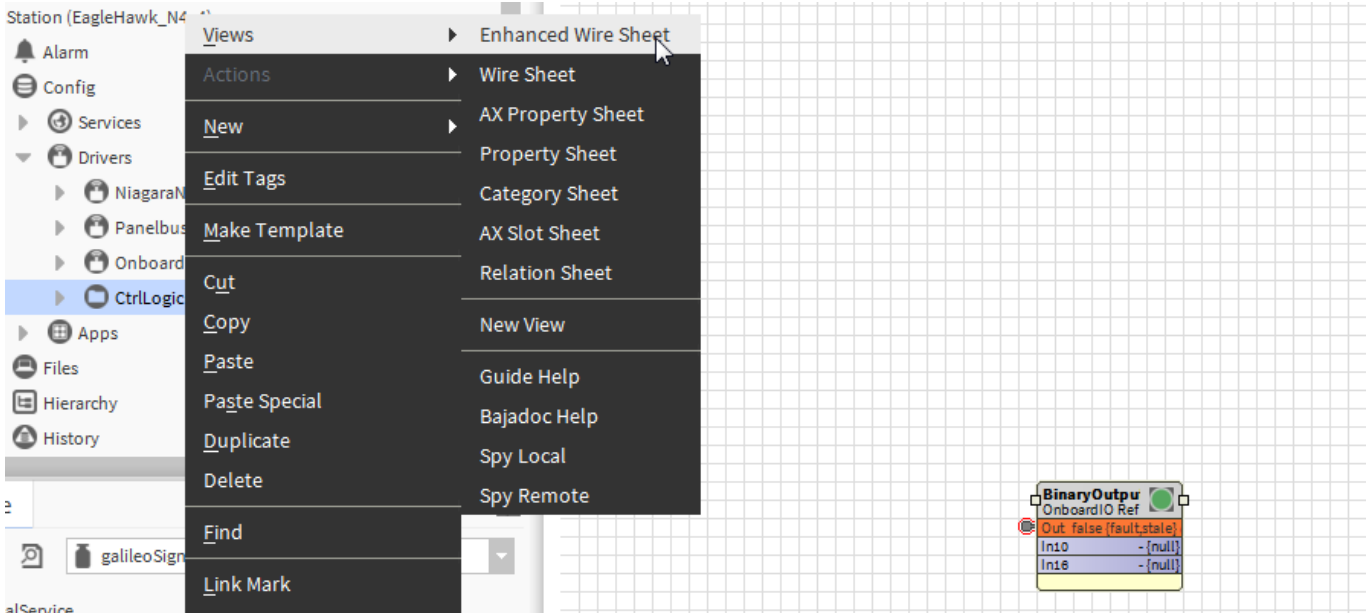 Station (EagleHawk_N4
Alarm
Config
Services
Drivers
NiagaraN
Panelbus
Onboard
CtrlLogic
Apps
Files
Hierarchy
History
galileoSign
alService
Views
Actions
New
Edit Tags
Make Template
Cut
Copy
Paste
Paste Special
Duplicate
Delete
Find
Link Mark
Enhanced Wire Sheet
Wire Sheet
AX Property Sheet
Property Sheet
Category Sheet
AX Slot Sheet
Relation Sheet
New View
Guide Help
Bajadoc Help
Spy Local
Spy Remote
BinaryOutpu
OnboardIO Ref
Out false {fault,stale}
In10 - {null}
In16 - {null}